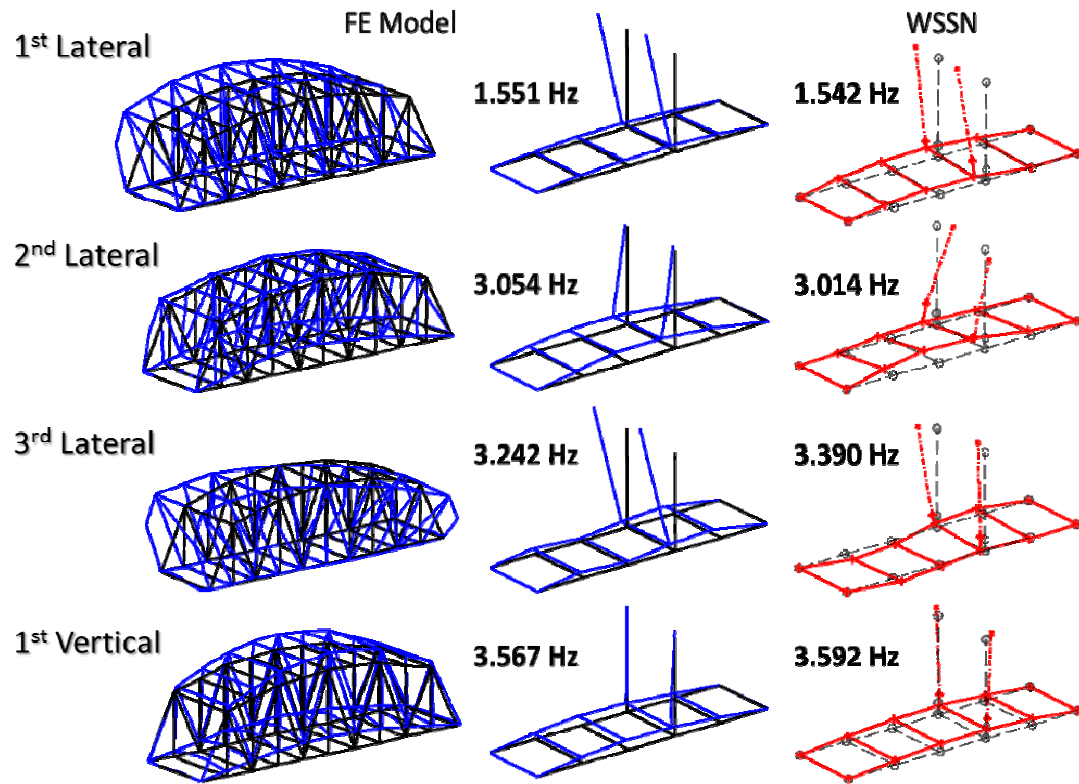 FE Model
WSSN
1st Lateral
1.551 Hz
1.542 Hz
2nd Lateral
3.054 Hz
3.014 Hz
3rd Lateral
3.242 Hz
3.390 Hz
1st Vertical
3.567 Hz
3.592 Hz